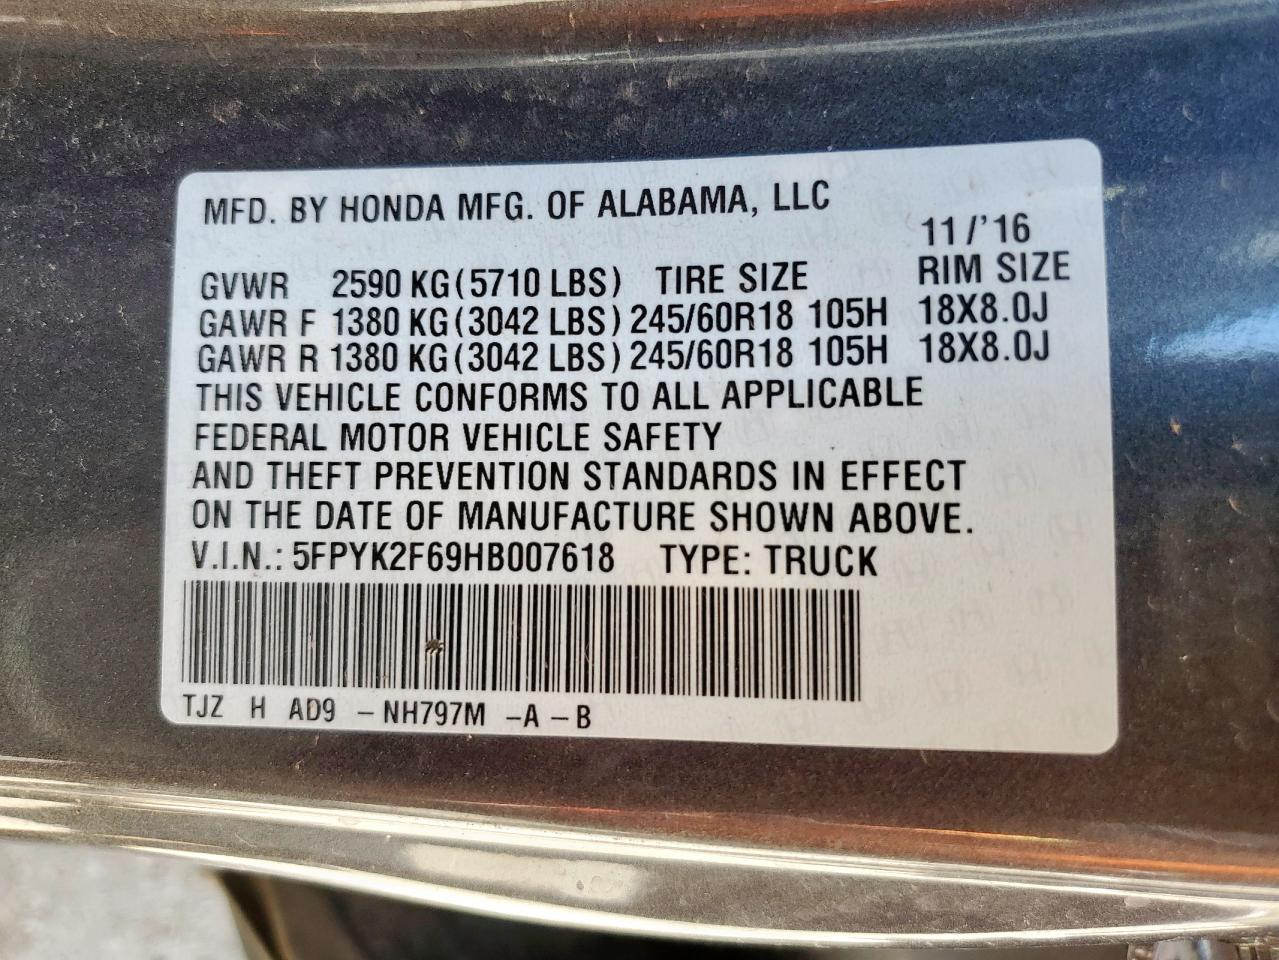 MFD. BY HONDA MFG. OF ALABAMA, LLC
11/'16
GVWR 2590 KG(5710 LBS) TIRE SIZE RIM SIZE
GAWR F 1380 KG(3042 LBS) 245/60R18 105H 18X8.0J
GAWR R 1380 KG(3042 LBS) 245/60R18 105H 18X8.0J
THIS VEHICLE CONFORMS TO ALL APPLICABLE
FEDERAL MOTOR VEHICLE SAFETY
AND THEFT PREVENTION STANDARDS IN EFFECT
ON THE DATE OF MANUFACTURE SHOWN ABOVE.
V.I.N.: 5FPYK2F69HB007618 TYPE: TRUCK
TJZ H AD9 -NH797M -A -B